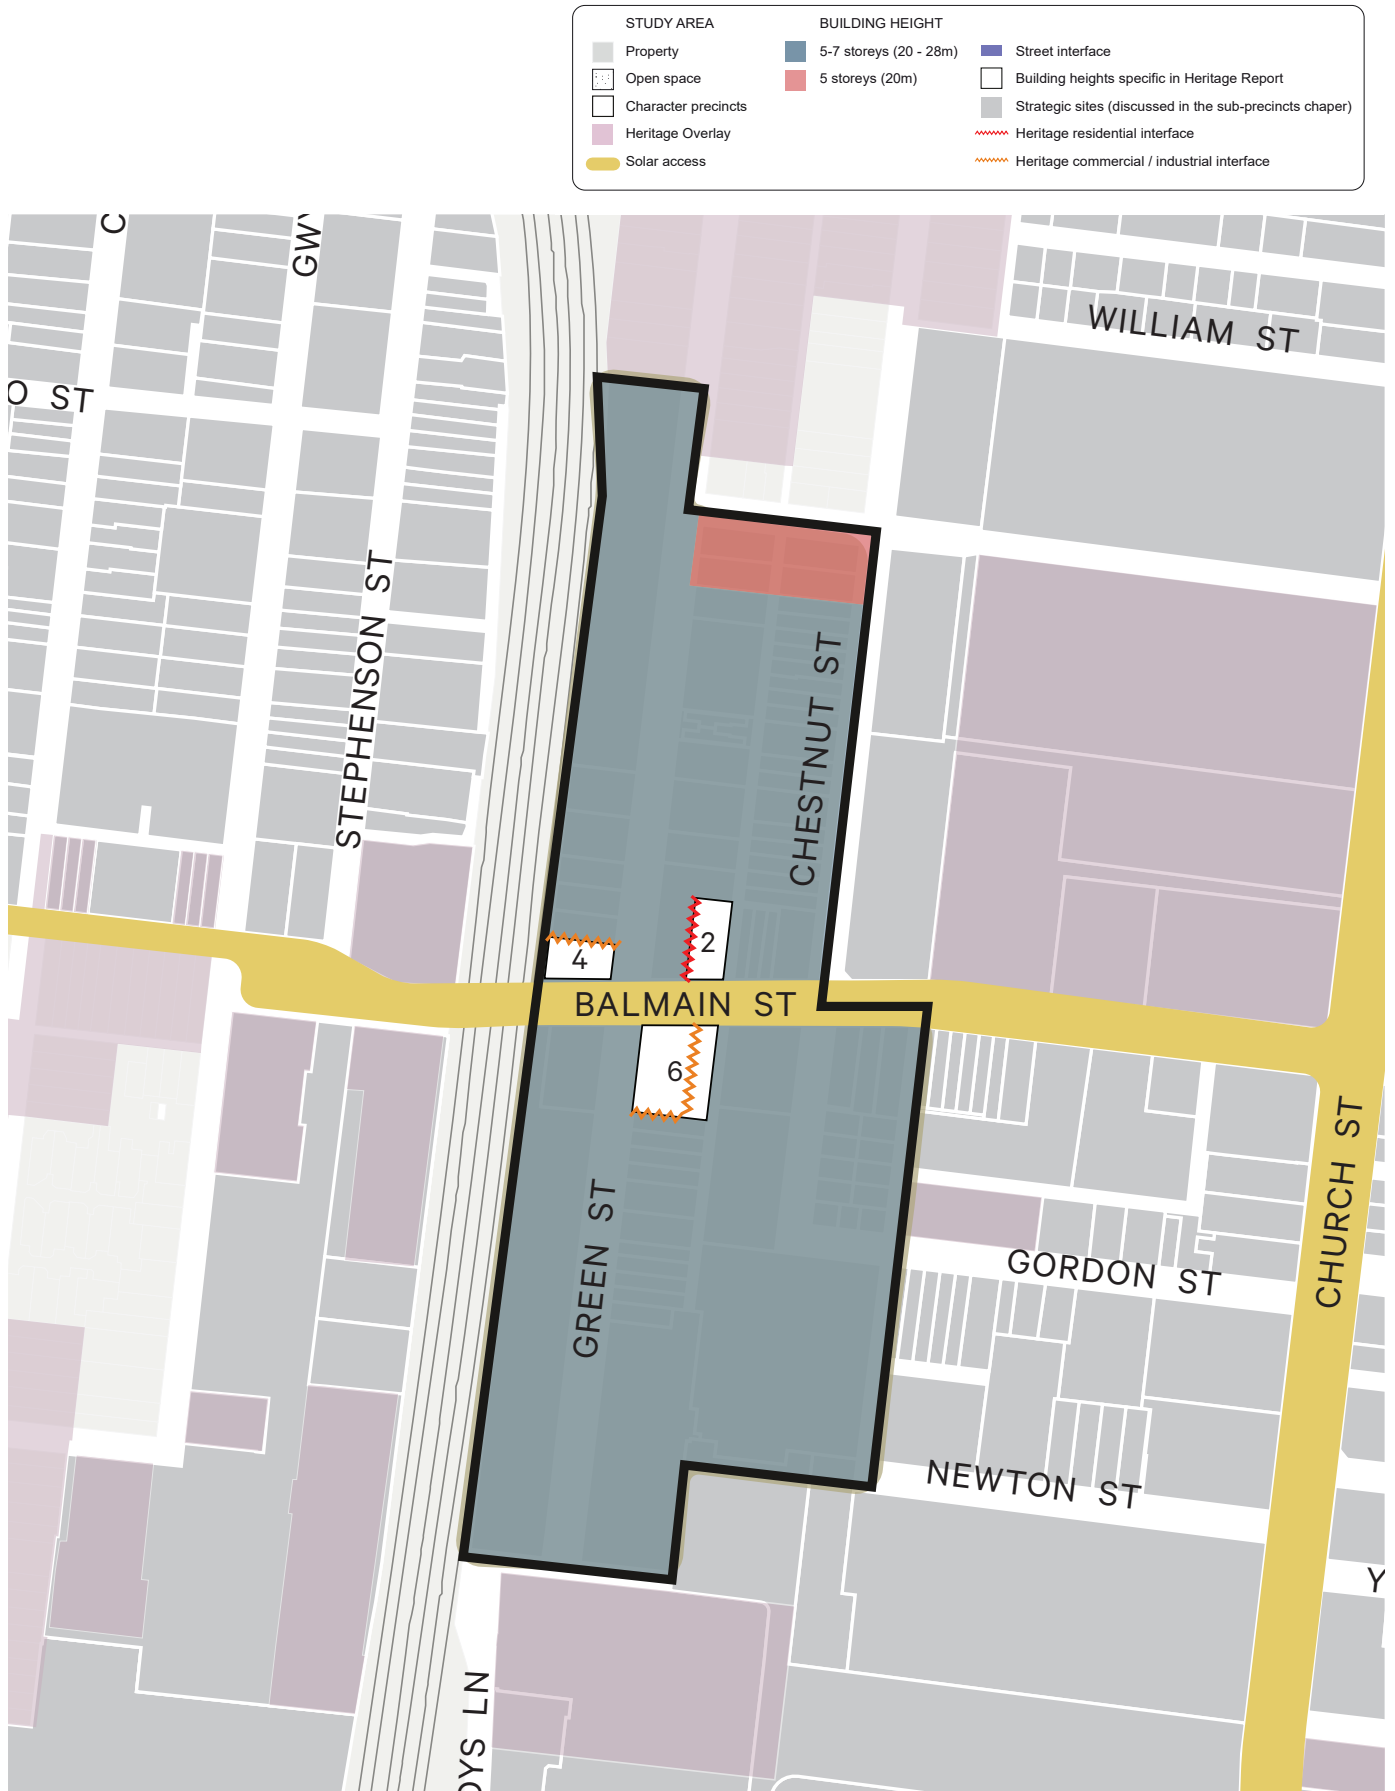 STUDY AREA
Property
Open space
Character precincts
Heritage Overlay
Solar access
BUILDING HEIGHT
5-7 storeys (20 - 28m)
5 storeys (20m)
Street interface
Building heights specific in Heritage Report
Strategic sites (discussed in the sub-precincts chaper)
Heritage residential interface
Heritage commercial / industrial interface
C
GWY
WILLIAM ST
O ST
STEPHENSON ST
CHESTNUT ST
2
4
BALMAIN ST
6
CHURCH ST
GREEN ST
GORDON ST
NEWTON ST
Y
OYS LN